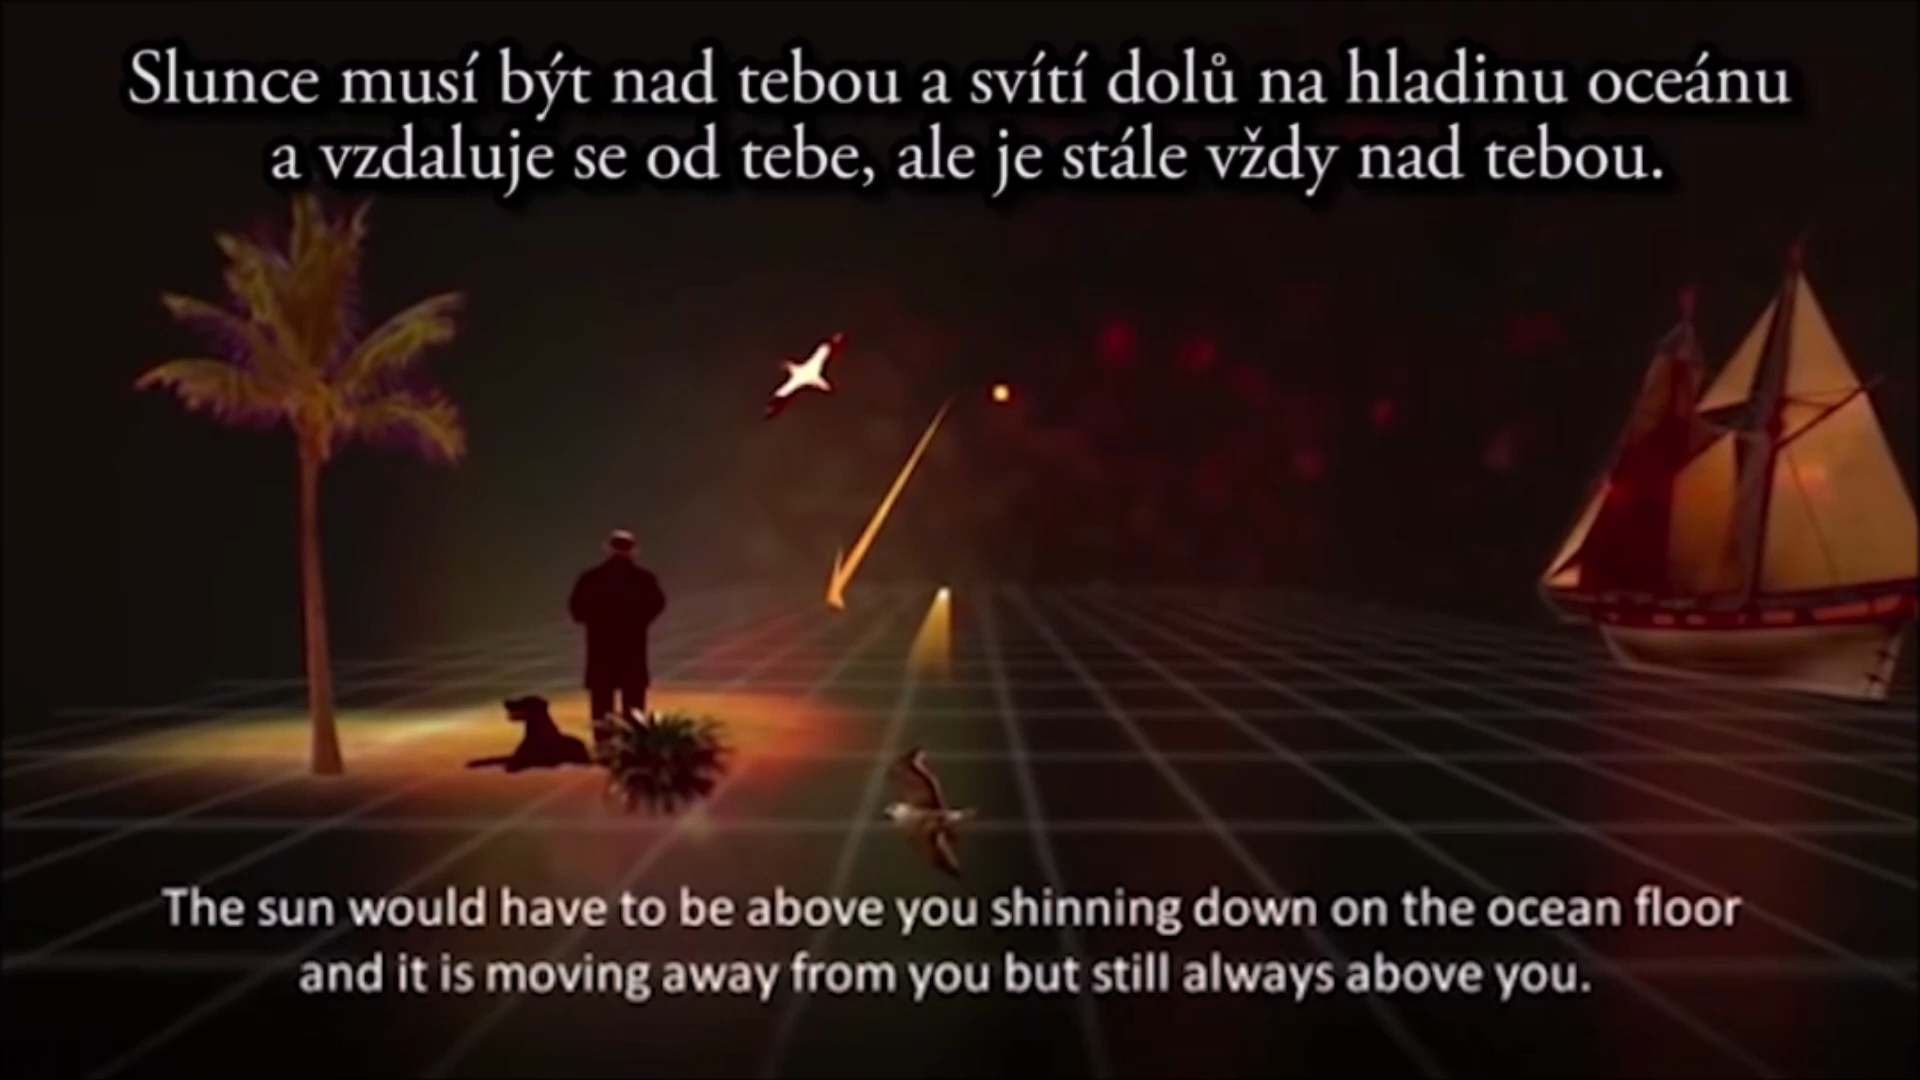 Slunce musí být nad tebou a svítí dolů na hladinu oceánu
a vzdaluje se od tebe, ale je stále vždy nad tebou.
The sun would have to be above you shinning down on the ocean floor
and it is moving away from you but still always above you.